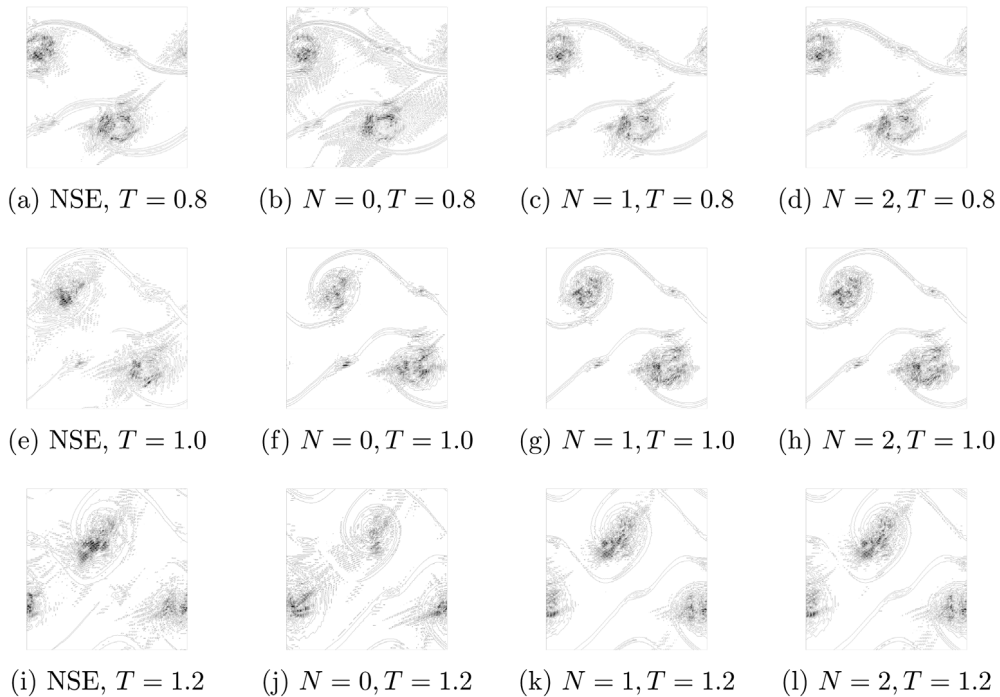 (a) NSE, T = 0.8
(b) N = 0, T = 0.8
(c) N = 1, T = 0.8
(d) N = 2, T = 0.8
(e) NSE, T = 1.0
(f) N = 0, T = 1.0
(g) N = 1, T = 1.0
(h) N = 2, T = 1.0
(i) NSE, T = 1.2
(j) N = 0, T = 1.2
(k) N = 1, T = 1.2
(l) N = 2, T = 1.2